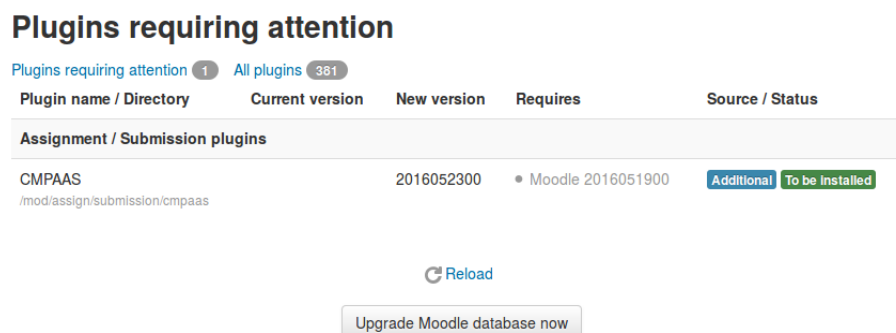 Plugins requiring attention
Plugins requiring attention 1 All plugins 381
Plugin name / Directory Current version New version Requires Source / Status
Assignment / Submission plugins
CMPAAS 2016052300 Moodle 2016051900 Additional To be installed
/mod/assign/submission/cmpaas
Reload
Upgrade Moodle database now